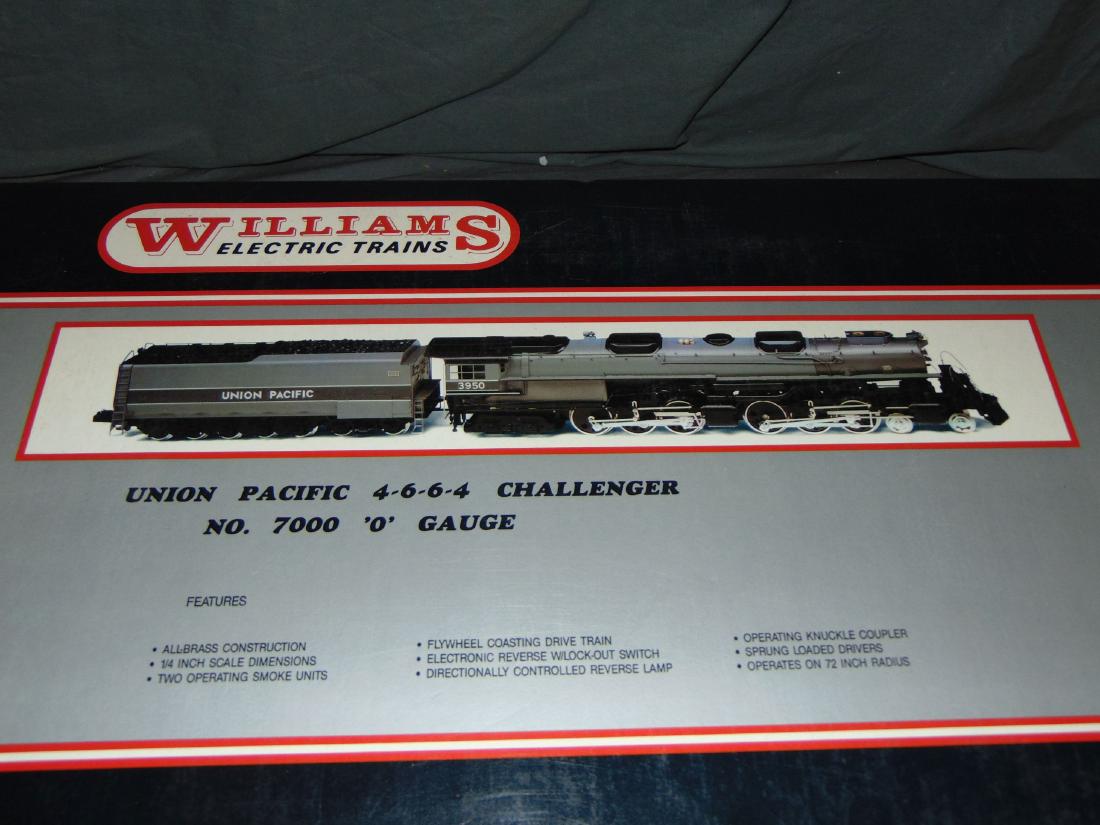 WILLIAMS
ELECTRIC TRAINS
UNION PACIFIC
3950
UNION PACIFIC 4-6-6-4 CHALLENGER
NO. 7000 'O' GAUGE
FEATURES
• ALL-BRASS CONSTRUCTION
• 1/4 INCH SCALE DIMENSIONS
• TWO OPERATING SMOKE UNITS
• FLYWHEEL COASTING DRIVE TRAIN
• ELECTRONIC REVERSE W/LOCK-OUT SWITCH
• DIRECTIONALLY CONTROLLED REVERSE LAMP
• OPERATING KNUCKLE COUPLER
• SPRUNG LOADED DRIVERS
• OPERATES ON 72 INCH RADIUS